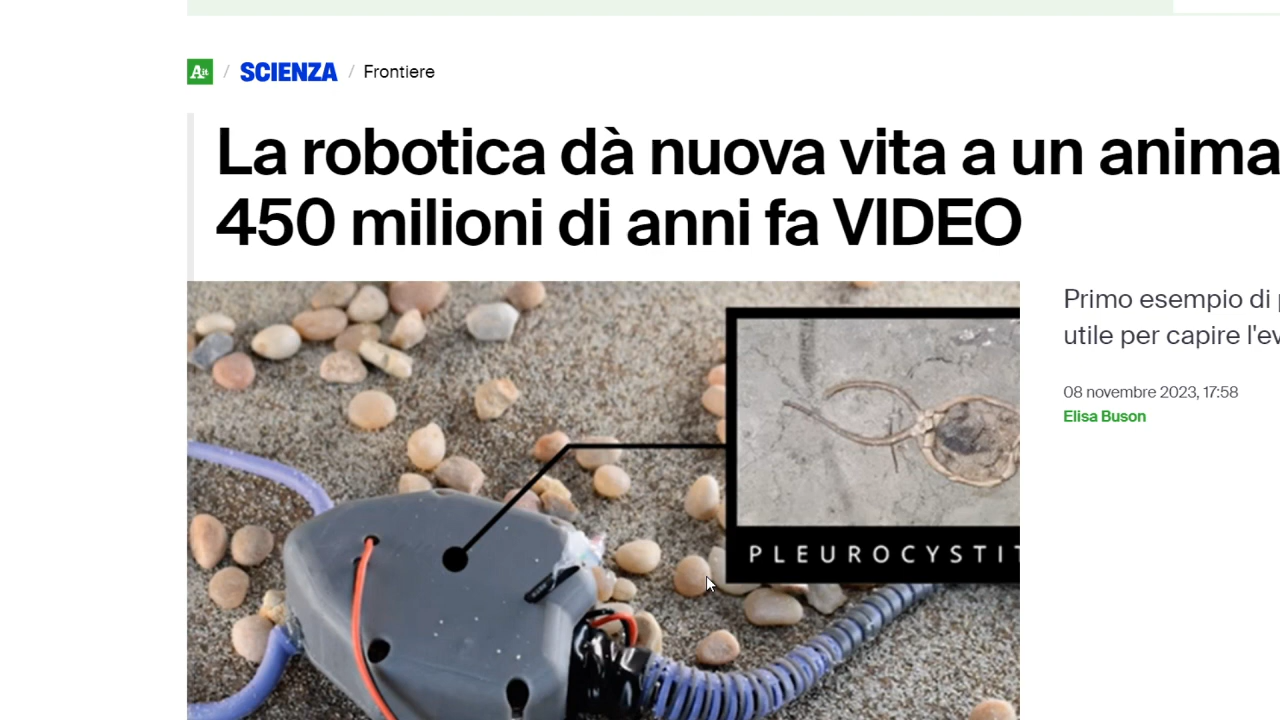 Ait / SCIENZA / Frontiere
La robotica dà nuova vita a un anima
450 milioni di anni fa VIDEO
Primo esempio di
utile per capire l'ev
08 novembre 2023, 17:58
Elisa Buson
PLEUROCYSTIT